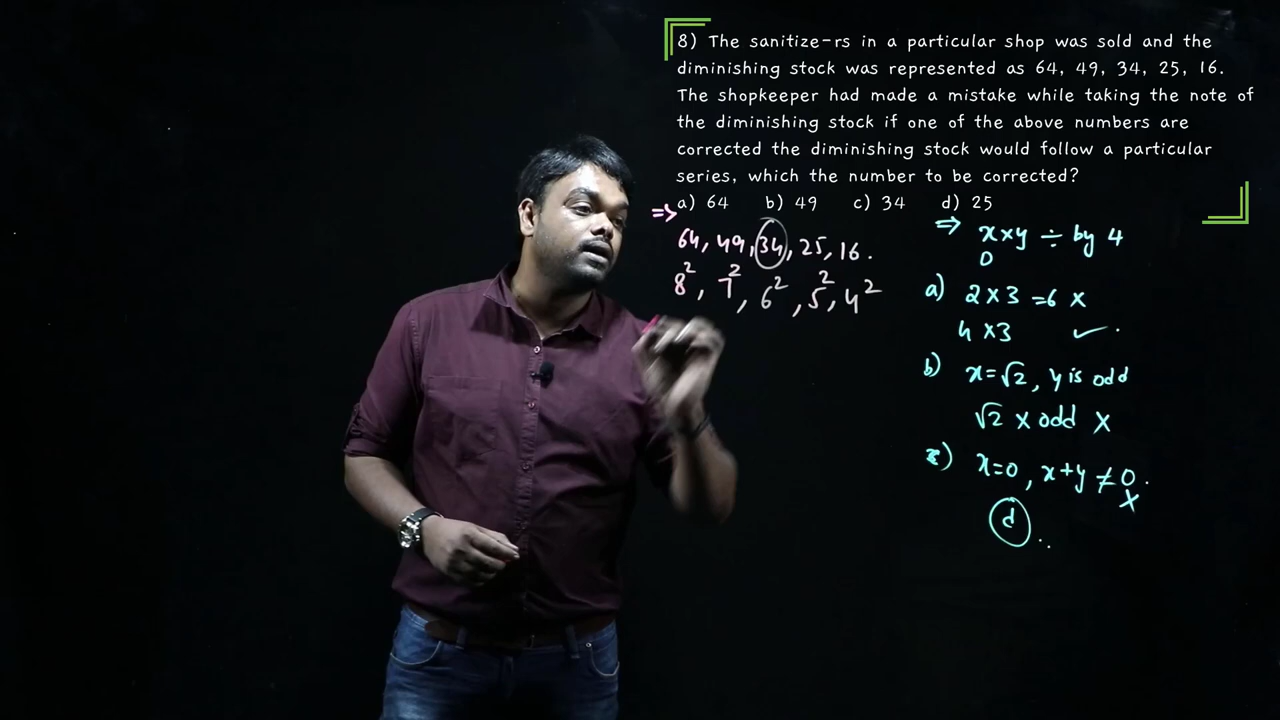 8) The sanitize-rs in a particular shop was sold and the
diminishing stock was represented as 64, 49, 34, 25, 16.
The shopkeeper had made a mistake while taking the note of
the diminishing stock if one of the above numbers are
corrected the diminishing stock would follow a particular
series, which the number to be corrected?
a) 64 b) 49 c) 34 d) 25
=>
64, 49, 34, 25, 16.
8², 7², 6², 5², 4²
=> x×y ÷ by 4
0
a) 2×3 =6 ×
4×3 ✓.
b) x=√2, y is odd
√2 × odd ×
c) x=0, x+y ≠ 0.
×
d